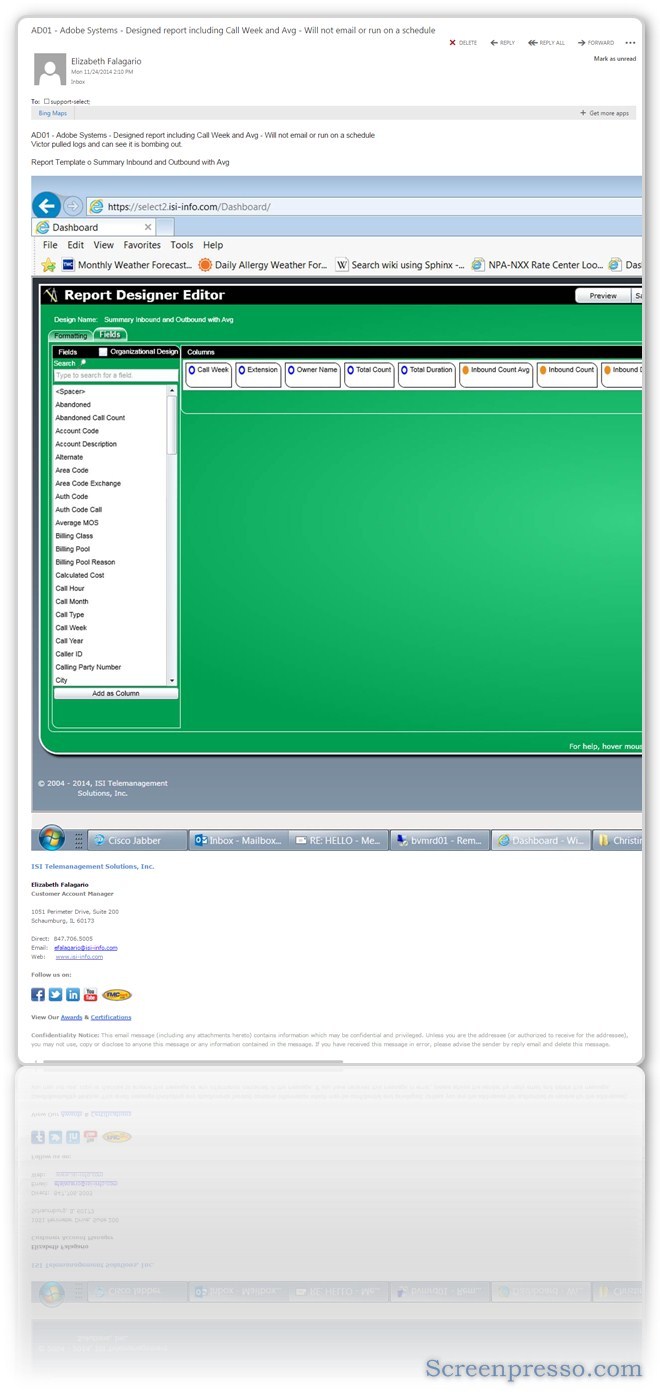 AD01 - Adobe Systems - Designed report including Call Week and Avg - Will not email or run on a schedule
DELETE REPLY REPLY ALL FORWARD
Elizabeth Falagario
Mon 11/24/2014 2:10 PM
Inbox
Mark as unread
To: support-select;
Bing Maps + Get more apps
AD01 - Adobe Systems - Designed report including Call Week and Avg - Will not email or run on a schedule
Victor pulled logs and can see it is bombing out.
Report Template o Summary Inbound and Outbound with Avg
https://select2.isi-info.com/Dashboard/
Dashboard
File Edit View Favorites Tools Help
Monthly Weather Forecast... Daily Allergy Weather For... Search wiki using Sphinx -... NPA-NXX Rate Center Loo... Das
Report Designer Editor
Preview Sa
Design Name: Summary Inbound and Outbound with Avg
Formatting Fields
Fields Organizational Design Columns
Search
Type to search for a field.
Call Week Extension Owner Name Total Count Total Duration Inbound Count Avg Inbound Count Inbound D
<Spacer>
Abandoned
Abandoned Call Count
Account Code
Account Description
Alternate
Area Code
Area Code Exchange
Auth Code
Auth Code Call
Average MOS
Billing Class
Billing Pool
Billing Pool Reason
Calculated Cost
Call Hour
Call Month
Call Type
Call Week
Call Year
Caller ID
Calling Party Number
City
Add as Column
For help, hover mous
© 2004 - 2014, ISI Telemanagement
Solutions, Inc.
Cisco Jabber Inbox - Mailbox... RE: HELLO - Me... bvmrd01 - Rem... Dashboard - Wi... Christin
ISI Telemanagement Solutions, Inc.
Elizabeth Falagario
Customer Account Manager
1051 Perimeter Drive, Suite 200
Schaumburg, IL 60173
Direct: 847.706.5005
Email: efalagario@isi-info.com
Web: www.isi-info.com
Follow us on:
You Tube TMC
View Our Awards & Certifications
Confidentiality Notice: This email message (including any attachments hereto) contains information which may be confidential and privileged. Unless you are the addressee (or authorized to receive for the addressee),
you may not use, copy or disclose to anyone this message or any information contained in the message. If you have received this message in error, please advise the sender by reply email and delete this message.
Screenpresso.com